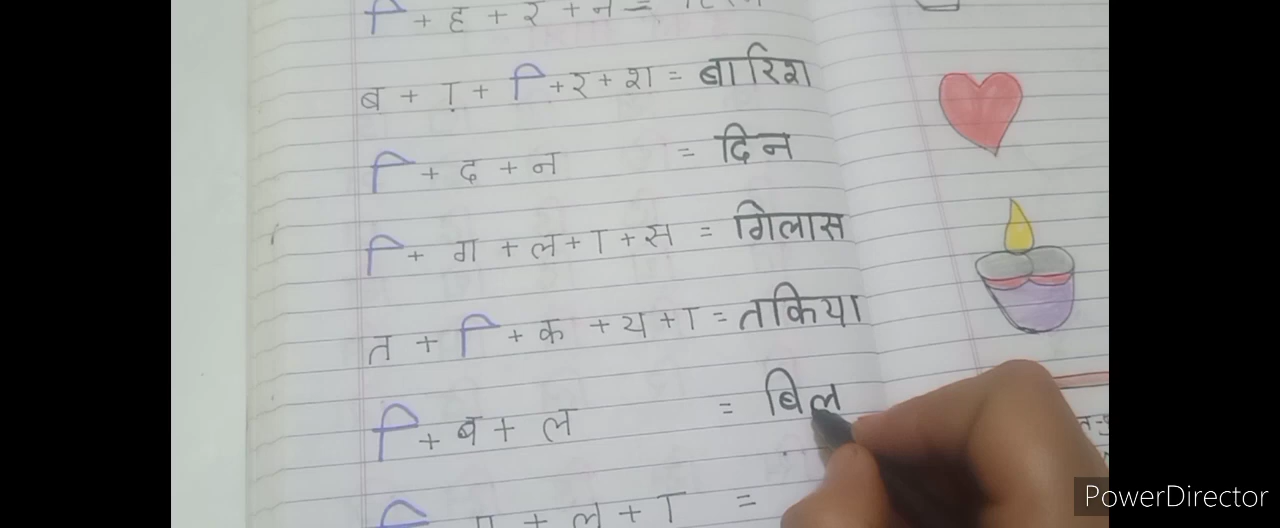 ि + ह + र + न =
ब + ा + ि + र + श = बारिश
ि + द + न = दिन
ि + ग + ल + ा + स = गिलास
त + ि + क + य + ा = तकिया
ि + ब + ल = बिल
ि + ल + ा =
PowerDirector